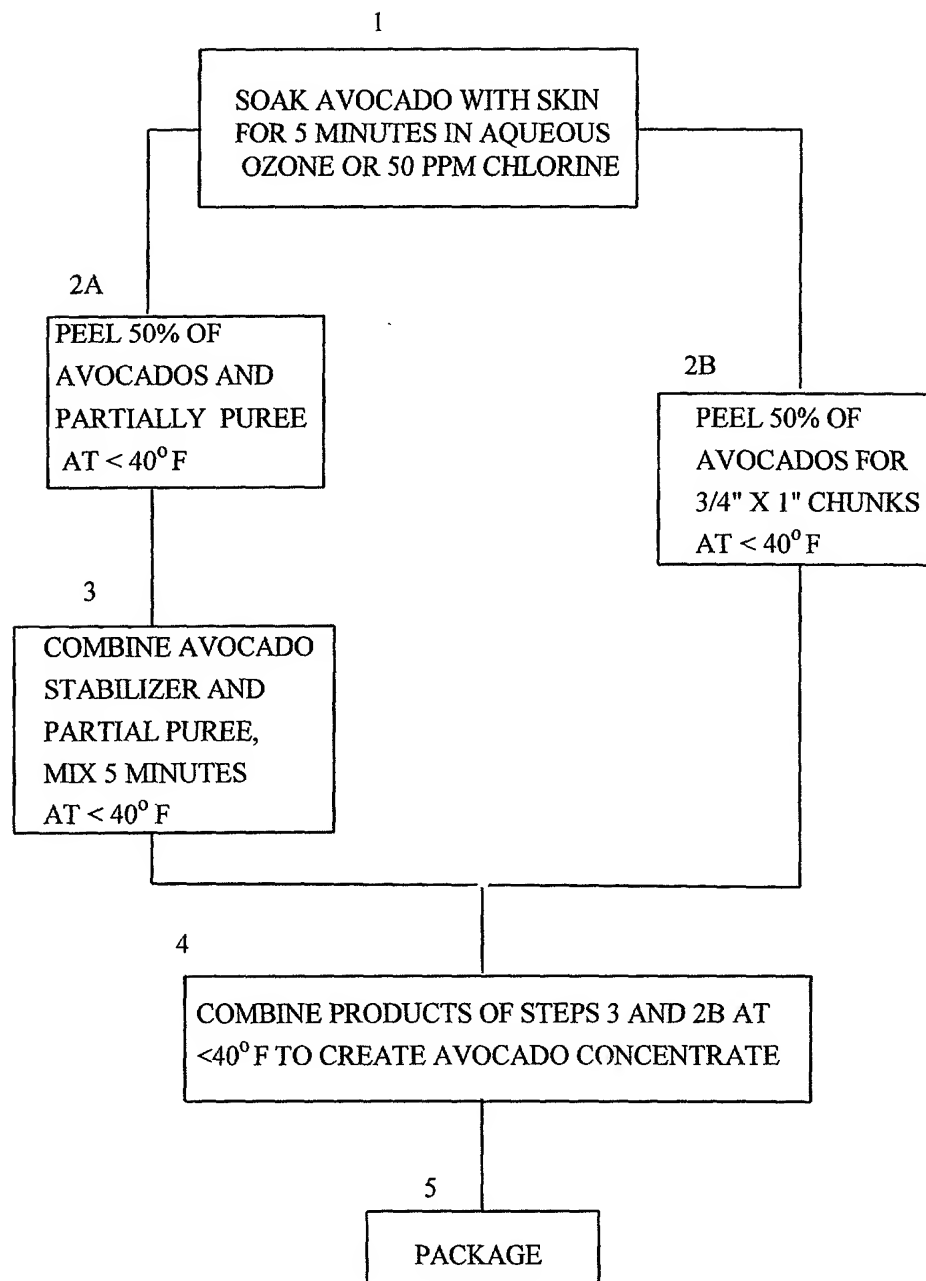 1
SOAK AVOCADO WITH SKIN
FOR 5 MINUTES IN AQUEOUS
OZONE OR 50 PPM CHLORINE
2A
PEEL 50% OF
AVOCADOS AND
PARTIALLY PUREE
AT < 40° F
2B
PEEL 50% OF
AVOCADOS FOR
3/4" X 1" CHUNKS
AT < 40° F
3
COMBINE AVOCADO
STABILIZER AND
PARTIAL PUREE,
MIX 5 MINUTES
AT < 40° F
4
COMBINE PRODUCTS OF STEPS 3 AND 2B AT
<40° F TO CREATE AVOCADO CONCENTRATE
5
PACKAGE